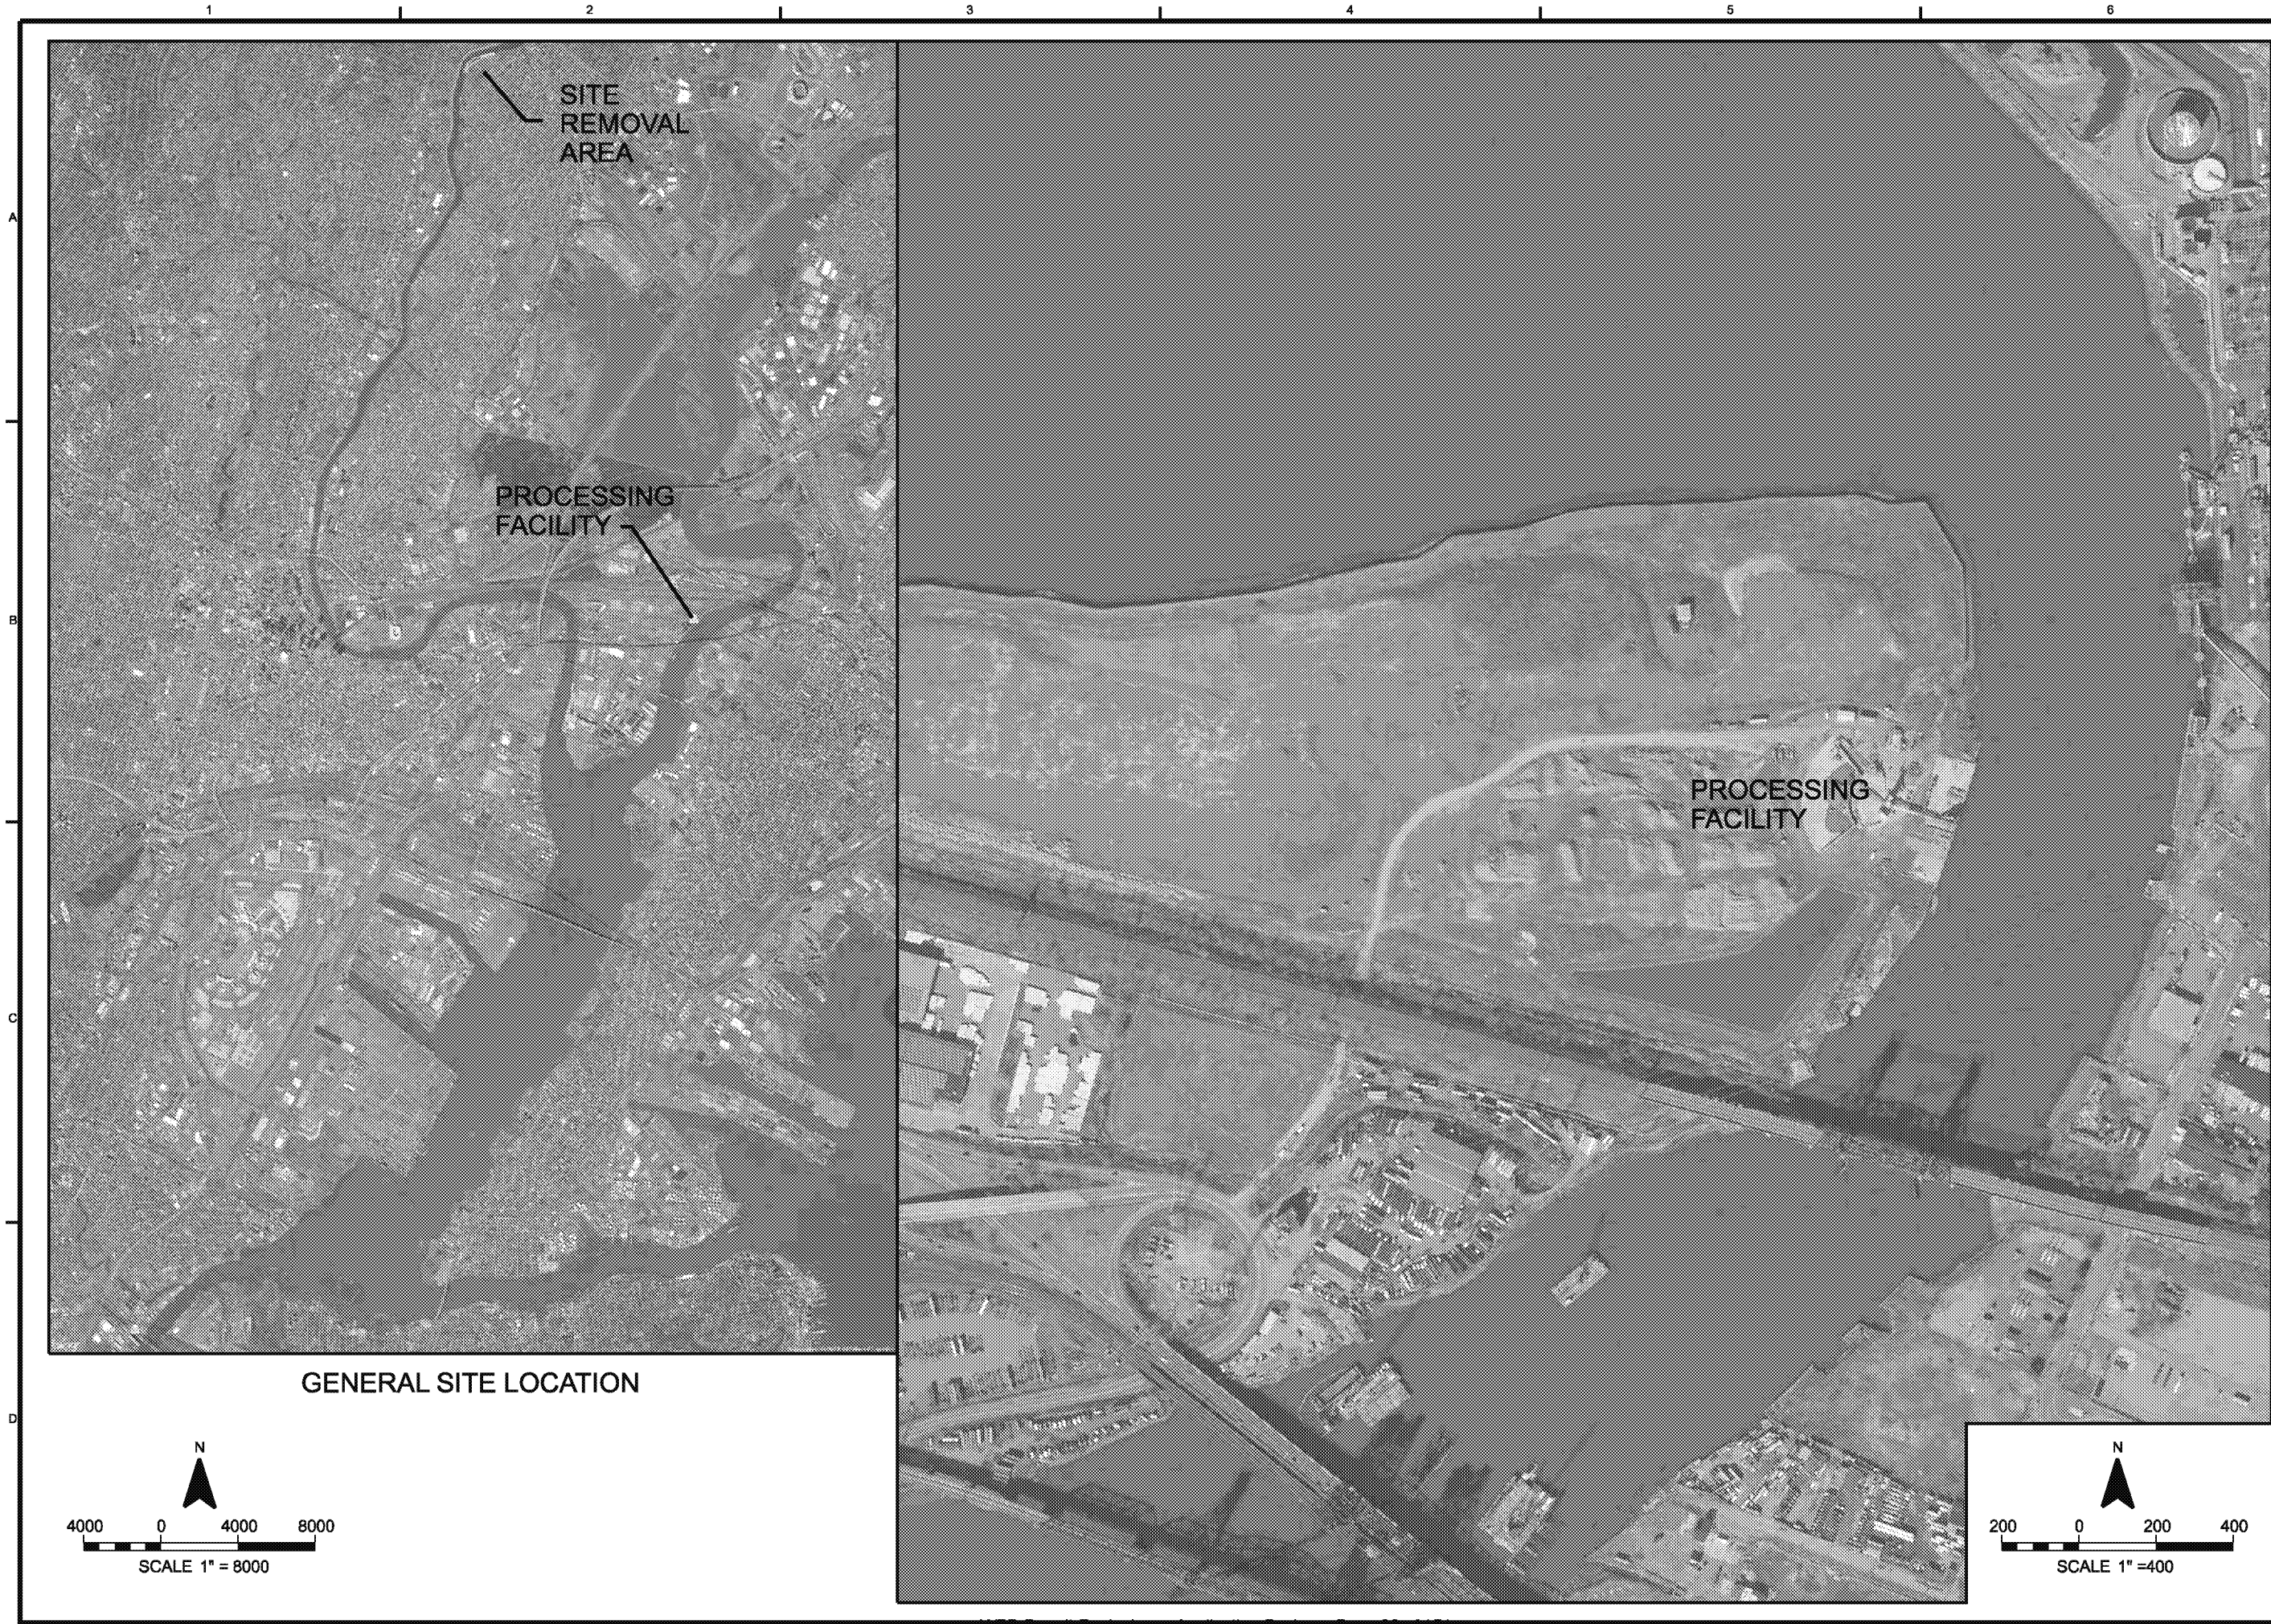 1 2 3 4 5 6
A
B
C
D
SITE
REMOVAL
AREA
PROCESSING
FACILITY
GENERAL SITE LOCATION
N
4000 0 4000 8000
SCALE 1" = 8000
PROCESSING
FACILITY
N
200 0 200 400
SCALE 1" =400